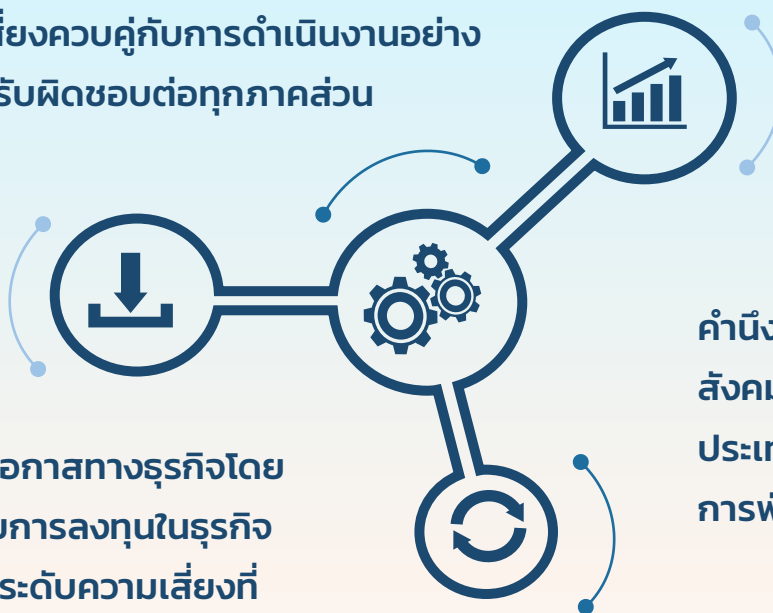 สี่ยงควบคู่กับการดำเนินงานอย่าง
รับผิดชอบต่อทุกภาคส่วน
คำนึง
สังคม
ประเท
การพั
อกาสทางธุรกิจโดย
การลงทุนในธุรกิจ
ระดับความเสี่ยงที่